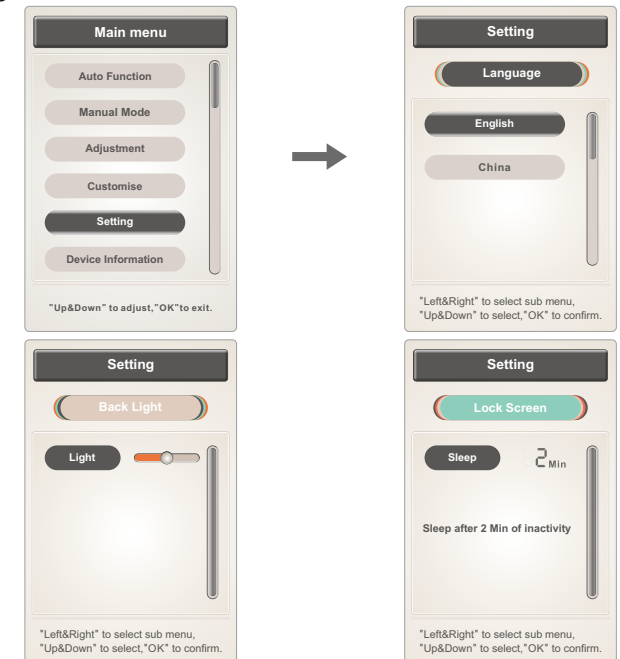 Main menu
Auto Function
Manual Mode
Adjustment
Customise
Setting
Device Information
"Up&Down" to adjust,"OK"to exit.
Setting
Language
English
China
"Left&Right" to select sub menu,
"Up&Down" to select,"OK" to confirm.
Setting
Back Light
Light
"Left&Right" to select sub menu,
"Up&Down" to select,"OK" to confirm.
Setting
Lock Screen
Sleep 2 Min
Sleep after 2 Min of inactivity
"Left&Right" to select sub menu,
"Up&Down" to select,"OK" to confirm.